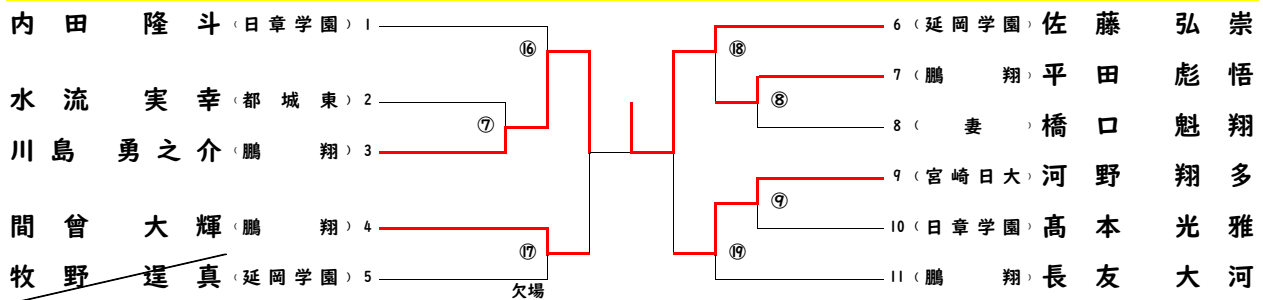 内田 隆斗 (日章学園) 1
⑯
水流 実幸 (都城東) 2
⑦
川島 勇之介 (鵬翔) 3
間曾 大輝 (鵬翔) 4
⑰
牧野 逞真 (延岡学園) 5
欠場
6 (延岡学園) 佐藤 弘崇
⑱
7 (鵬翔) 平田 彪悟
⑧
8 (妻) 橋口 魁翔
9 (宮崎日大) 河野 翔多
⑨
10 (日章学園) 髙本 光雅
⑲
11 (鵬翔) 長友 大河